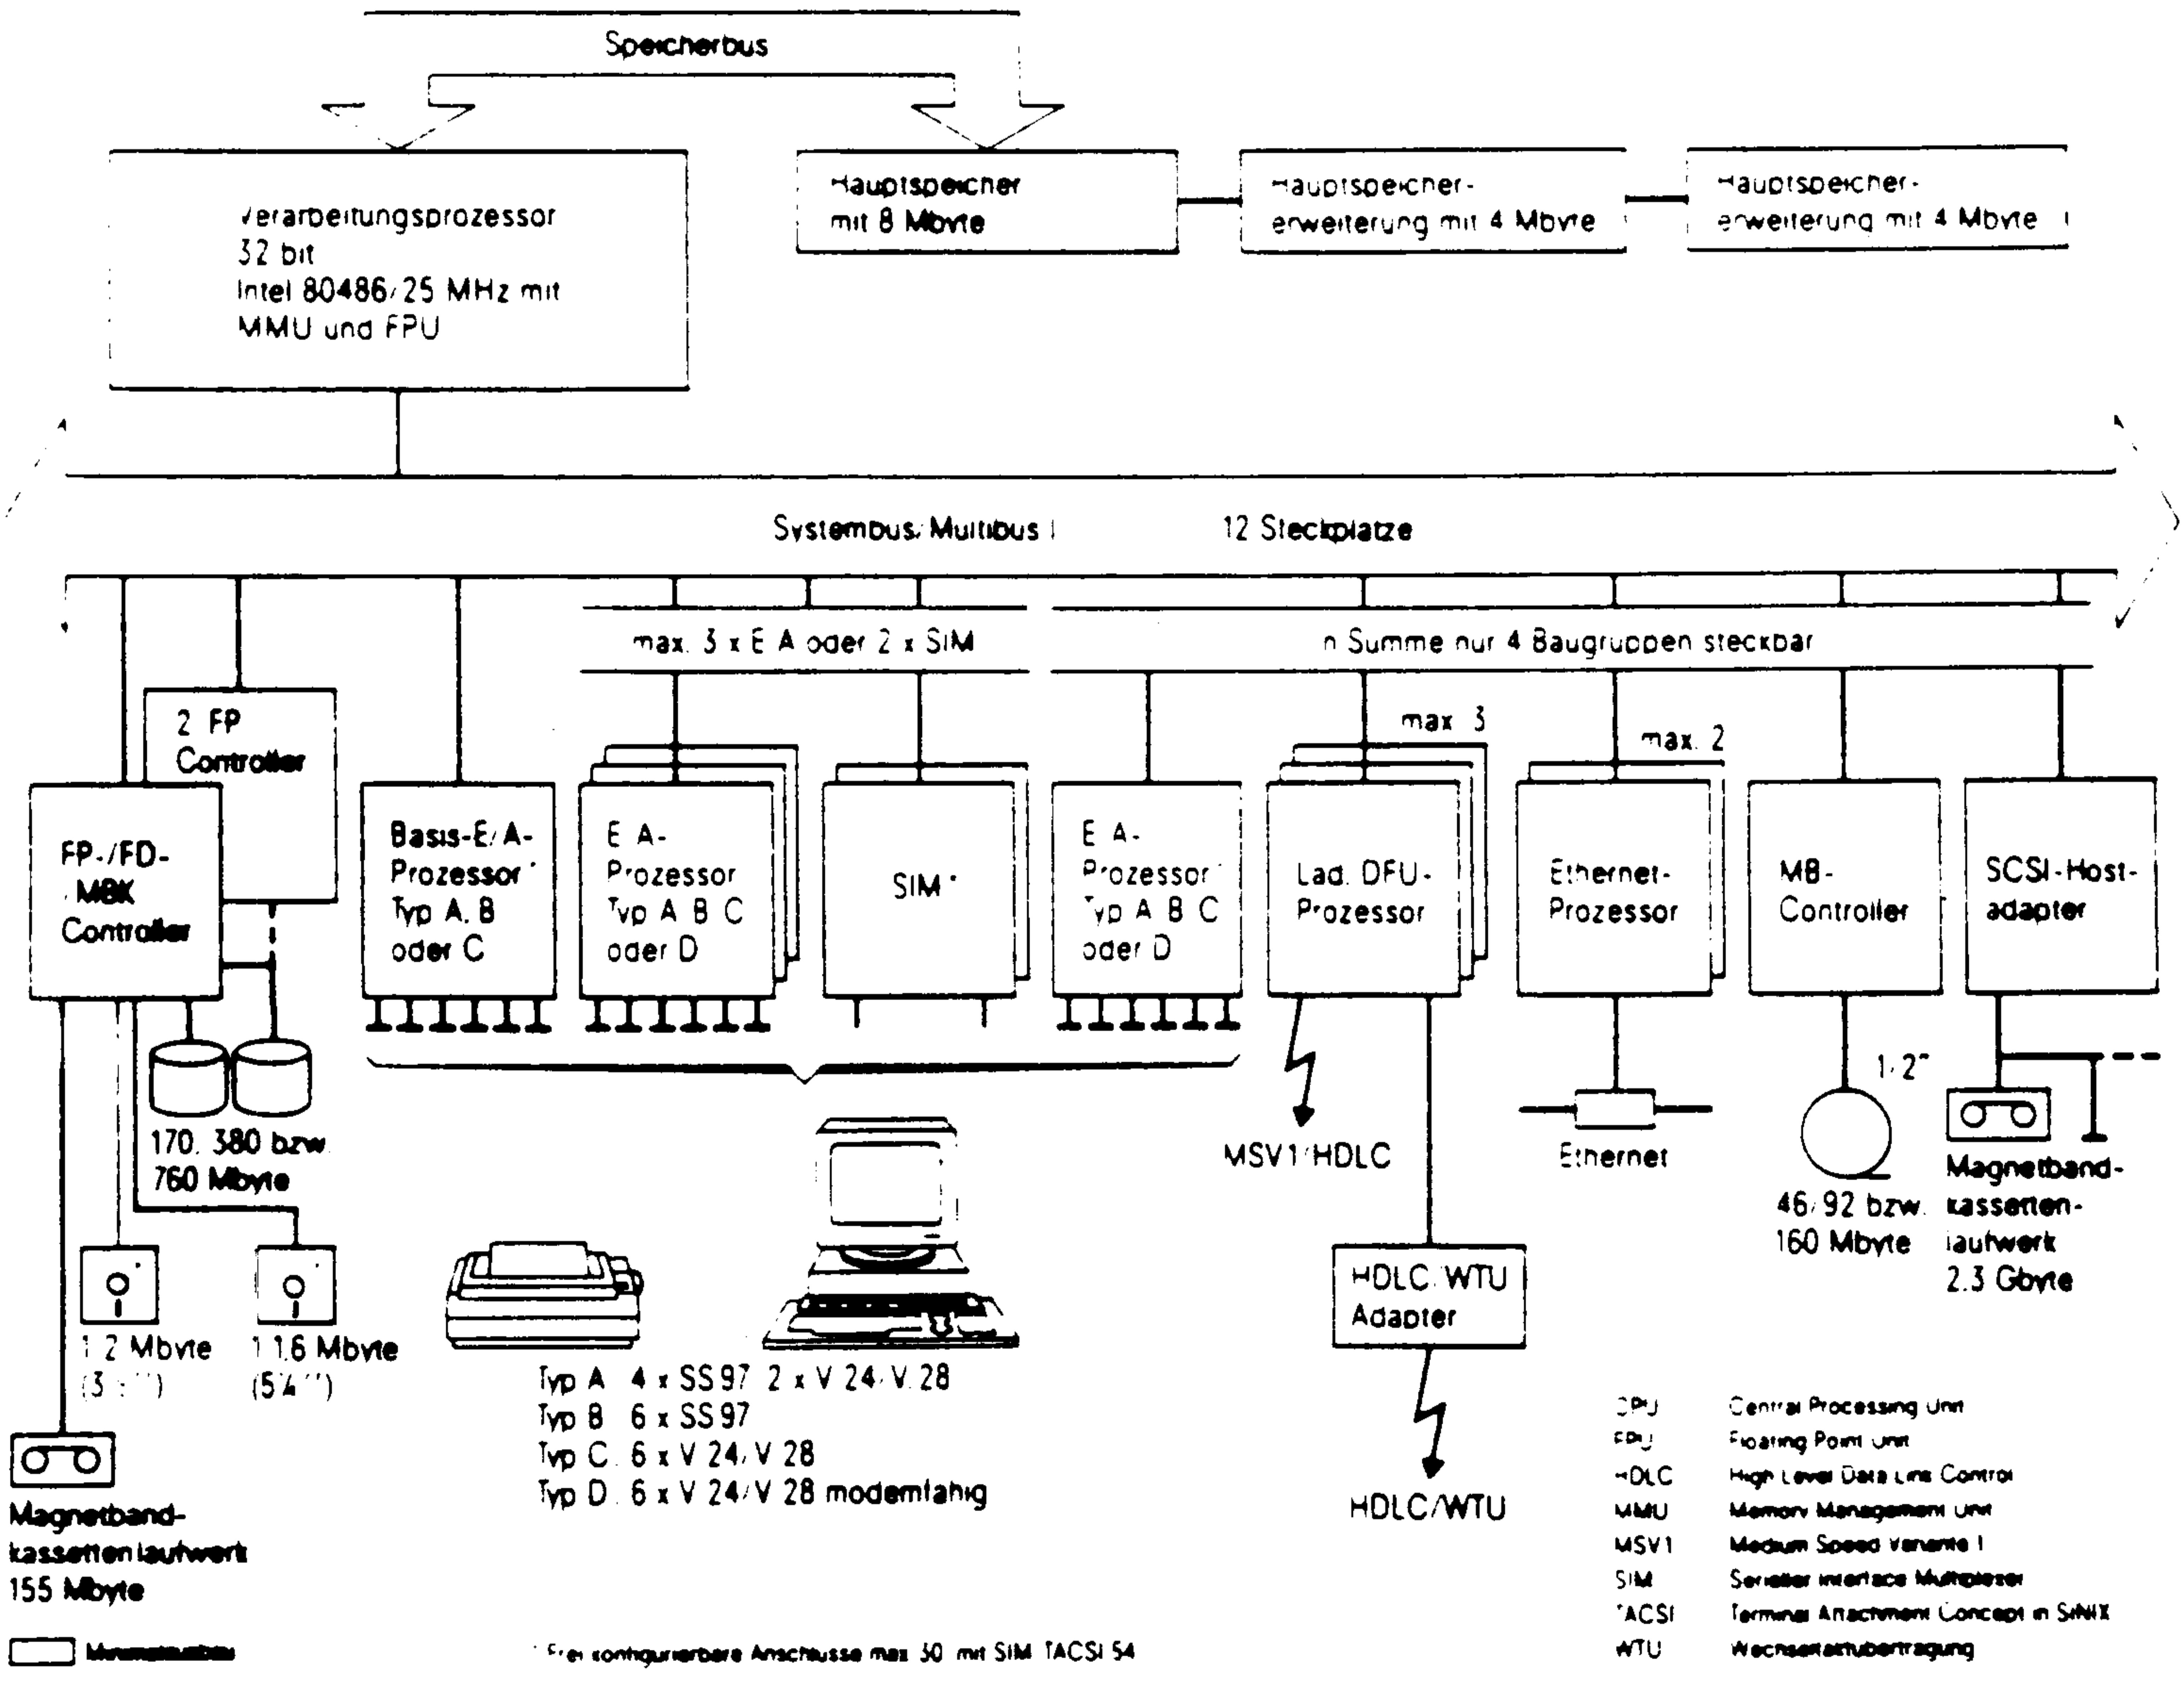 Speicherbus
Verarbeitungsprozessor
32 bit
Intel 80486/25 MHz mit
MMU und FPU
Hauptspeicher
mit 8 Mbyte
Hauptspeicher-
erweiterung mit 4 Mbyte
Hauptspeicher-
erweiterung mit 4 Mbyte
Systembus/Multibus I
12 Steckplätze
max. 3 x E/A oder 2 x SIM
in Summe nur 4 Baugruppen steckbar
2. FP
Controller
FP-/FD-
/MBK
Controller
Basis-E/A-
Prozessor*
Typ A, B
oder C
E/A-
Prozessor
Typ A B C
oder D
SIM*
E/A-
Prozessor*
Typ A B C
oder D
max. 3
Lad. DFU-
Prozessor
max. 2
Ethernet-
Prozessor
MB-
Controller
SCSI-Host-
adapter
170, 380 bzw.
760 Mbyte
1.2 Mbyte
(3½'')
1.16 Mbyte
(5¼'')
Magnetband-
kassettenlaufwerk
155 Mbyte
Typ A 4 x SS97 2 x V.24/V.28
Typ B 6 x SS97
Typ C. 6 x V 24/V 28
Typ D. 6 x V 24/V 28 modemfähig
MSV1/HDLC
HDLC/WTU
Adapter
HDLC/WTU
Ethernet
1/2"
46/92 bzw.
160 Mbyte
Magnetband-
kassetten-
laufwerk
2.3 Gbyte
CPU Central Processing Unit
FPU Floating Point Unit
HDLC High Level Data Link Control
MMU Memory Management Unit
MSV1 Medium Speed Variante 1
SIM Serieller Interface Multiplexer
TACSI Terminal Attachment Concept in SINIX
WTU Wechseltaktübertragung
Minimalausbau
* Frei konfigurierbare Anschlüsse max 30 mit SIM TACSI 54